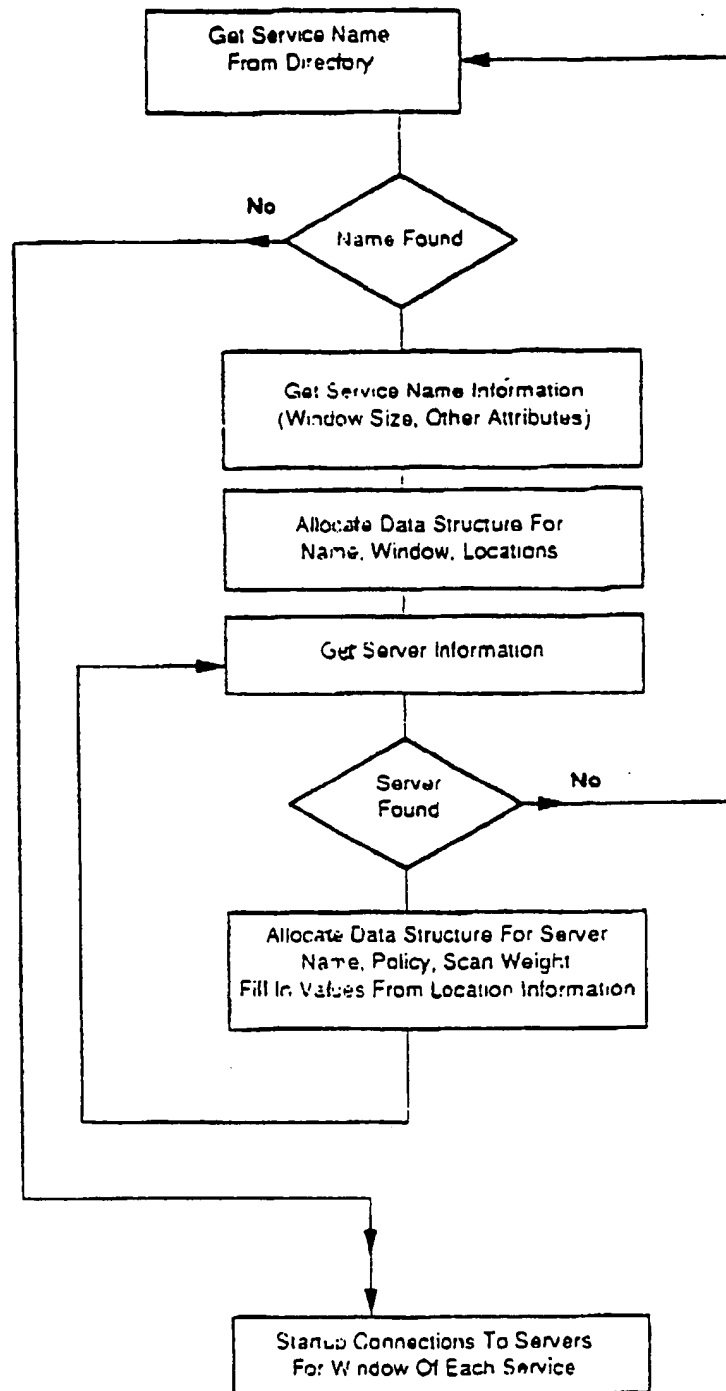 Get Service Name
From Directory
No
Name Found
Get Service Name Information
(Window Size, Other Attributes)
Allocate Data Structure For
Name, Window, Locations
Get Server Information
Server
Found
No
Allocate Data Structure For Server
Name, Policy, Scan Weight
Fill In Values From Location Information
Startup Connections To Servers
For Window Of Each Service